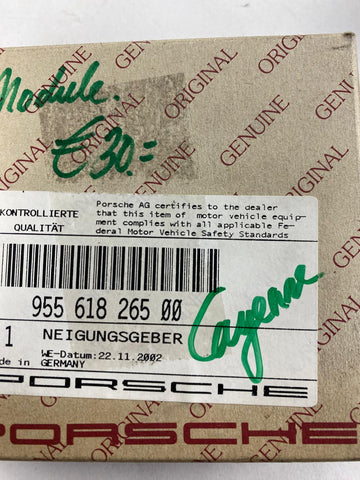 Module.
€30.=
ORIGINAL
GENUINE
KONTROLLIERTE
QUALITÄT
Porsche AG certifies to the dealer
that this item of motor vehicle equip-
ment complies with all applicable Fe-
deral Motor Vehicle Safety Standards
955 618 265 00
1 NEIGUNGSGEBER
Cayenne
WE-Datum:22.11.2002
de in
GERMANY
PORSCHE
PORSCHE